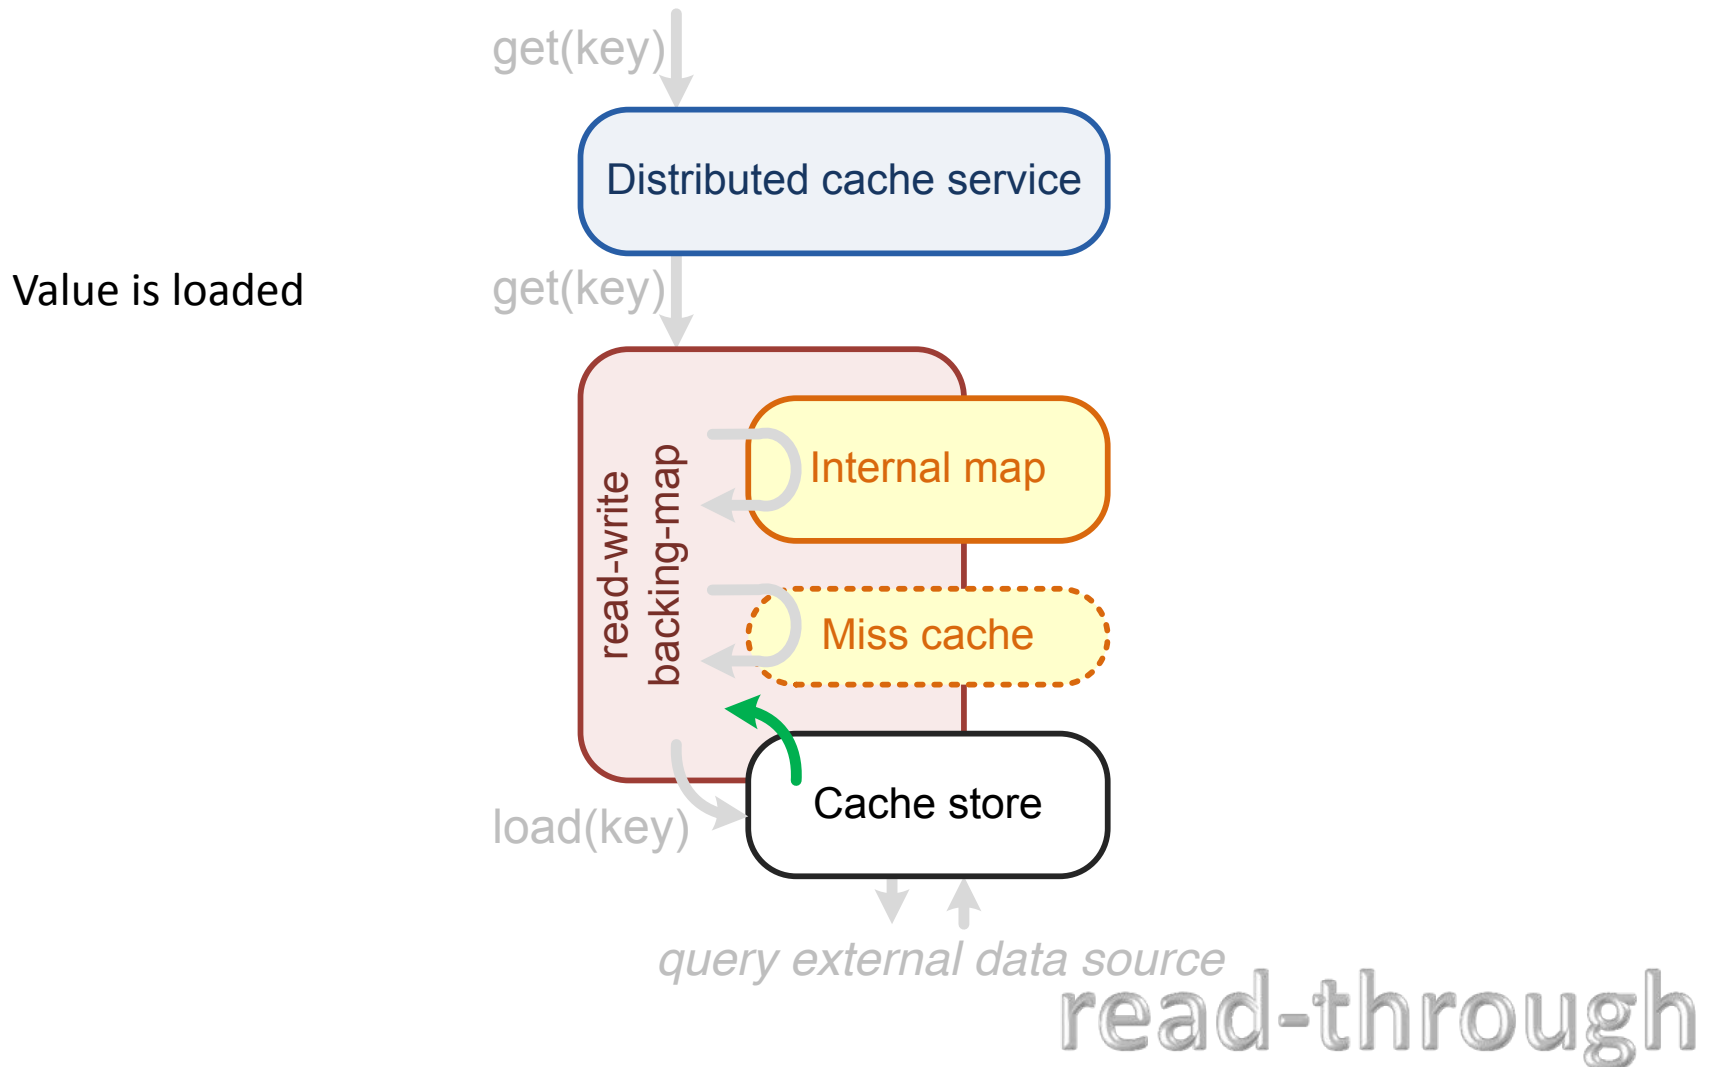 get(key)
Distributed cache service
Value is loaded
get(key)
read-write
backing-map
Internal map
Miss cache
Cache store
load(key)
query external data source
read-through